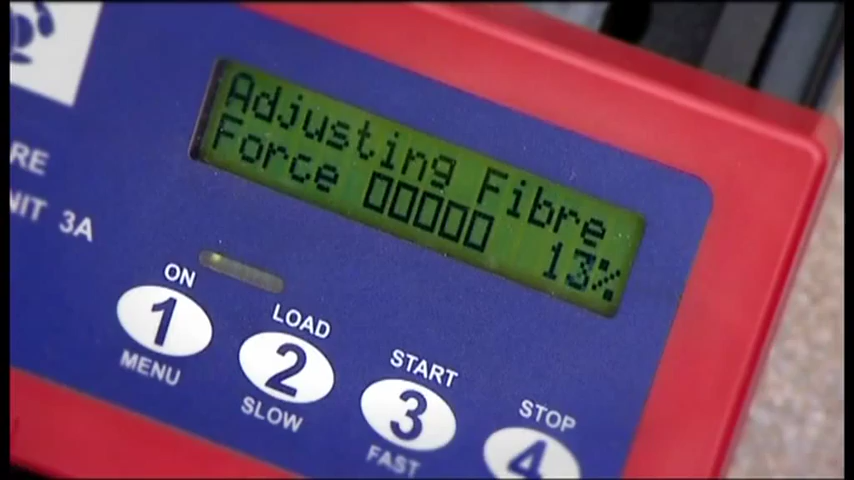 Adjusting Fibre
Force 00000 13%
RE
NIT 3A
ON
1
MENU
LOAD
2
SLOW
START
3
FAST
STOP
4